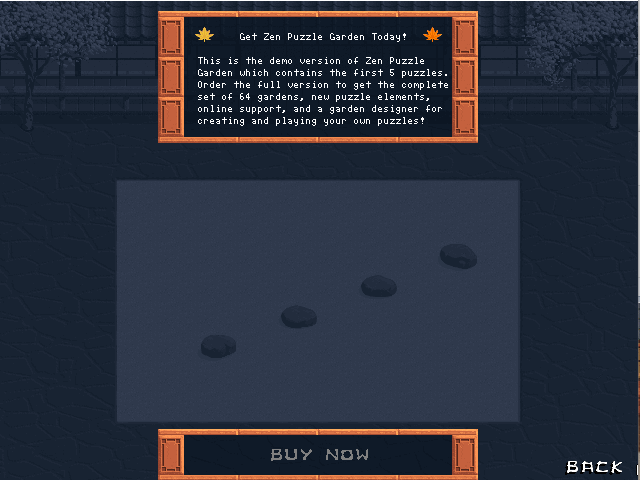 Get Zen Puzzle Garden Today!
This is the demo version of Zen Puzzle
Garden which contains the first 5 puzzles.
Order the full version to get the complete
set of 64 gardens, new puzzle elements,
online support, and a garden designer for
creating and playing your own puzzles!
BUY NOW
BACK